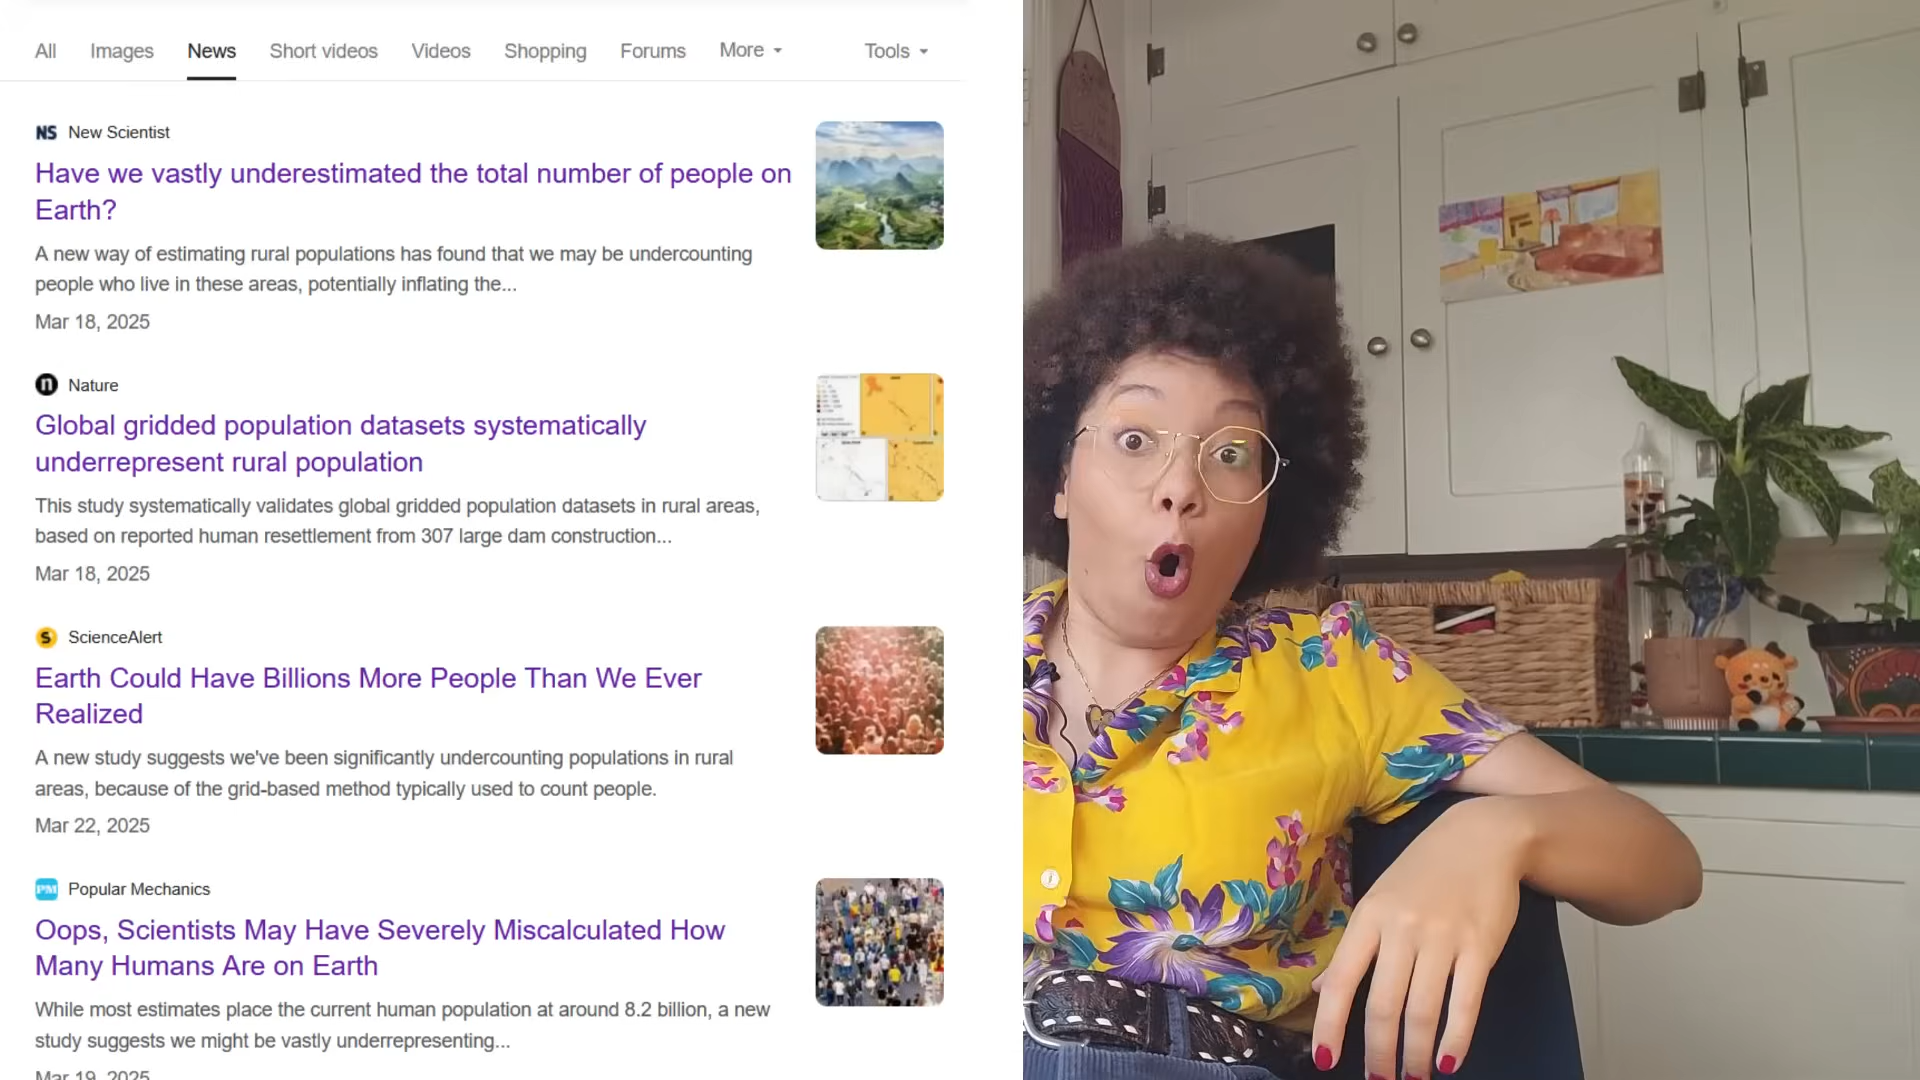 All Images News Short videos Videos Shopping Forums More Tools
NS New Scientist
Have we vastly underestimated the total number of people on
Earth?
A new way of estimating rural populations has found that we may be undercounting
people who live in these areas, potentially inflating the...
Mar 18, 2025
n Nature
Global gridded population datasets systematically
underrepresent rural population
This study systematically validates global gridded population datasets in rural areas,
based on reported human resettlement from 307 large dam construction...
Mar 18, 2025
S ScienceAlert
Earth Could Have Billions More People Than We Ever
Realized
A new study suggests we've been significantly undercounting populations in rural
areas, because of the grid-based method typically used to count people.
Mar 22, 2025
PM Popular Mechanics
Oops, Scientists May Have Severely Miscalculated How
Many Humans Are on Earth
While most estimates place the current human population at around 8.2 billion, a new
study suggests we might be vastly underrepresenting...
Mar 19, 2025